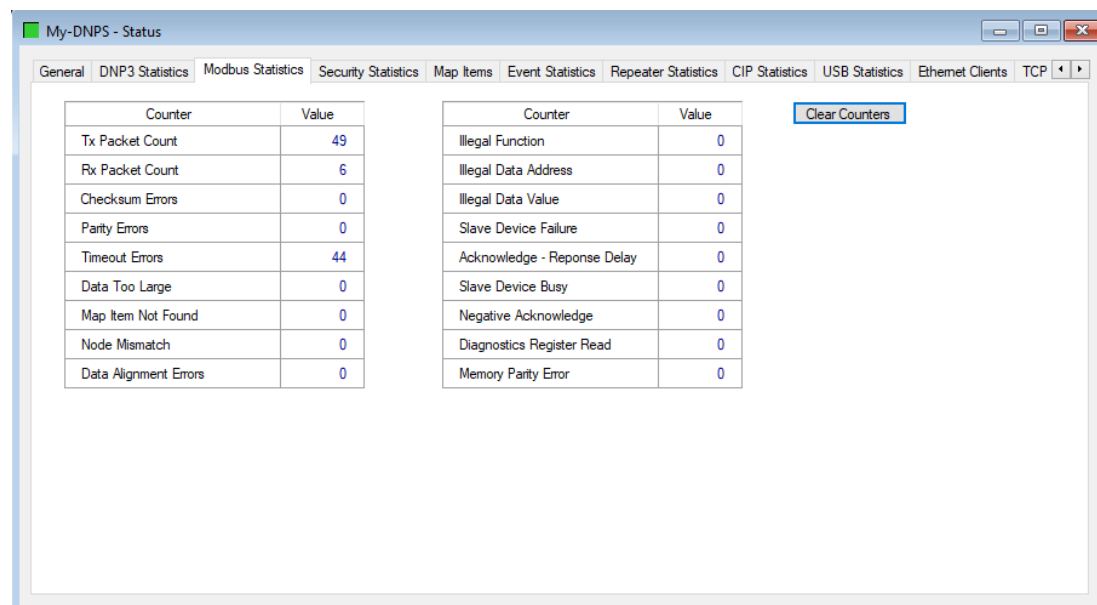 My-DNPS - Status
General DNP3 Statistics Modbus Statistics Security Statistics Map Items Event Statistics Repeater Statistics CIP Statistics USB Statistics Ethernet Clients TCP
Counter Value Counter Value Clear Counters
Tx Packet Count 49 Illegal Function 0
Rx Packet Count 6 Illegal Data Address 0
Checksum Errors 0 Illegal Data Value 0
Parity Errors 0 Slave Device Failure 0
Timeout Errors 44 Acknowledge - Reponse Delay 0
Data Too Large 0 Slave Device Busy 0
Map Item Not Found 0 Negative Acknowledge 0
Node Mismatch 0 Diagnostics Register Read 0
Data Alignment Errors 0 Memory Parity Error 0